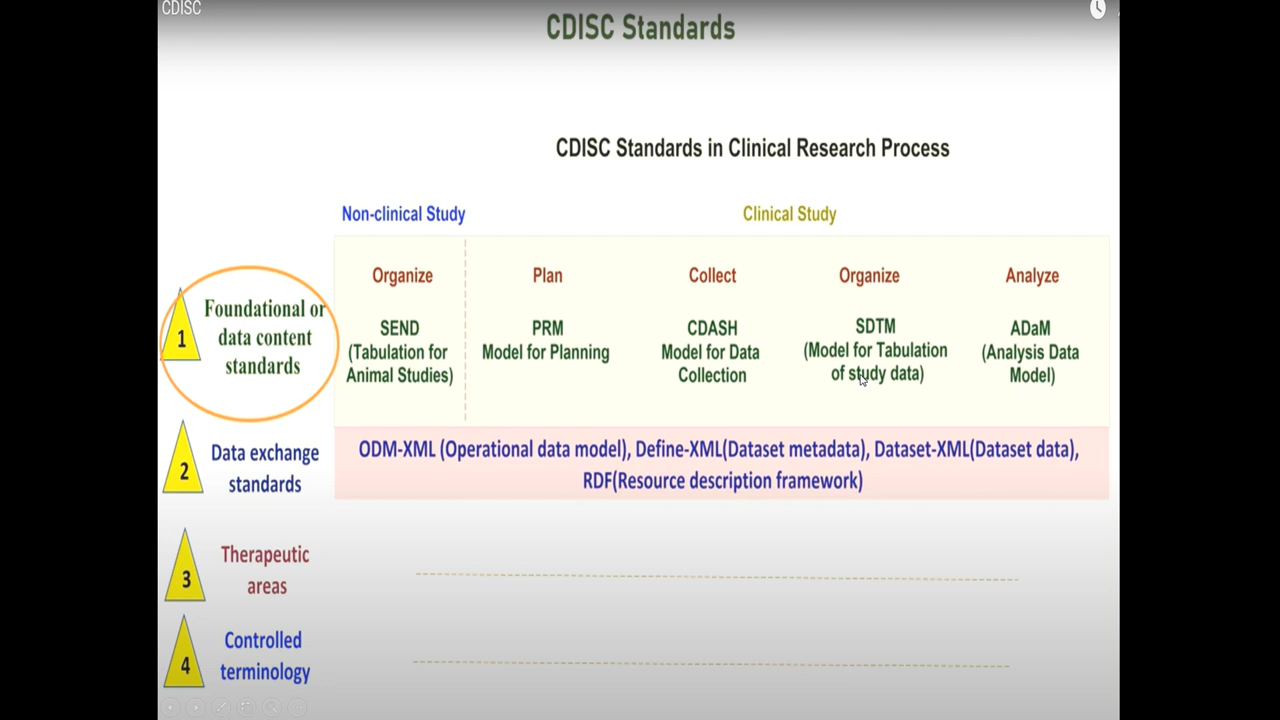 CDISC
CDISC Standards
CDISC Standards in Clinical Research Process
Non-clinical Study
Clinical Study
Organize
Plan
Collect
Organize
Analyze
1
Foundational or
data content
standards
SEND
(Tabulation for
Animal Studies)
PRM
Model for Planning
CDASH
Model for Data
Collection
SDTM
(Model for Tabulation
of study data)
ADaM
(Analysis Data
Model)
2
Data exchange
standards
ODM-XML (Operational data model), Define-XML(Dataset metadata), Dataset-XML(Dataset data),
RDF(Resource description framework)
3
Therapeutic
areas
4
Controlled
terminology